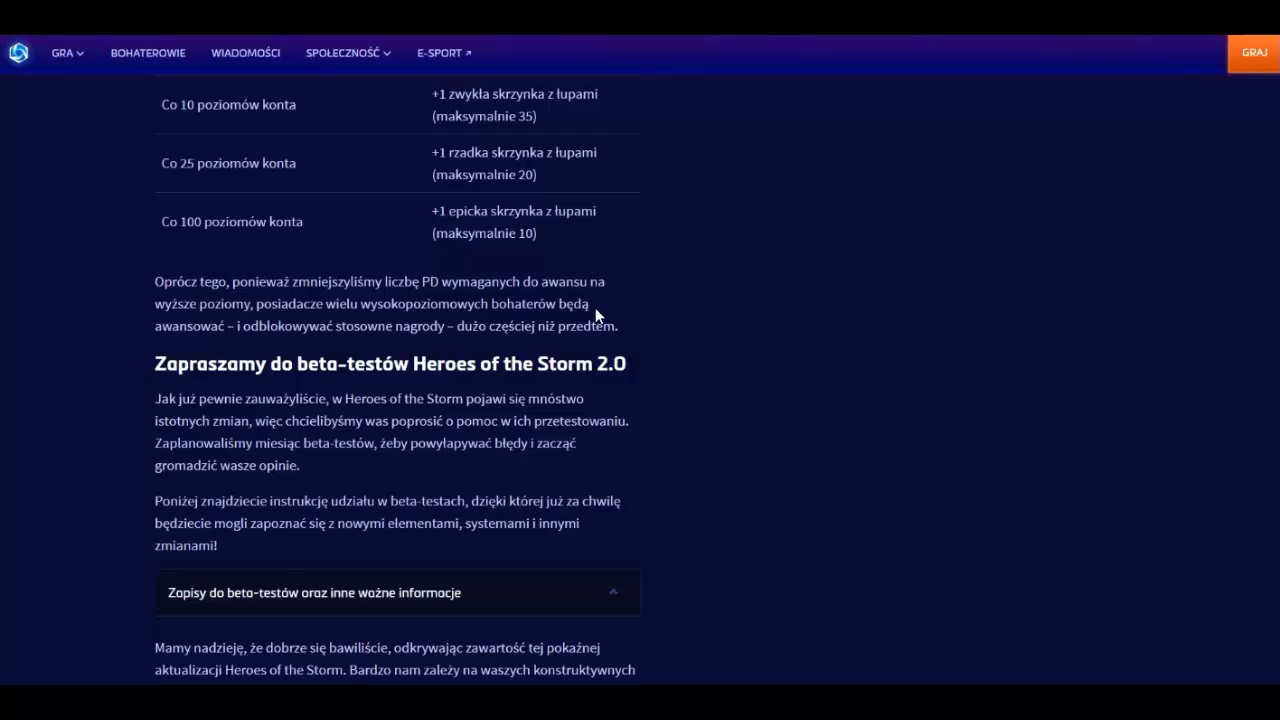 GRA BOHATEROWIE WIADOMOŚCI SPOŁECZNOŚĆ E-SPORT GRAJ
Co 10 poziomów konta
+1 zwykła skrzynka z łupami
(maksymalnie 35)
Co 25 poziomów konta
+1 rzadka skrzynka z łupami
(maksymalnie 20)
Co 100 poziomów konta
+1 epicka skrzynka z łupami
(maksymalnie 10)
Oprócz tego, ponieważ zmniejszyliśmy liczbę PD wymaganych do awansu na
wyższe poziomy, posiadacze wielu wysokopoziomowych bohaterów będą
awansować – i odblokowywać stosowne nagrody – dużo częściej niż przedtem.
Zapraszamy do beta-testów Heroes of the Storm 2.0
Jak już pewnie zauważyliście, w Heroes of the Storm pojawi się mnóstwo
istotnych zmian, więc chcielibyśmy was poprosić o pomoc w ich przetestowaniu.
Zaplanowaliśmy miesiąc beta-testów, żeby powyłapywać błędy i zacząć
gromadzić wasze opinie.
Poniżej znajdziecie instrukcję udziału w beta-testach, dzięki której już za chwilę
będziecie mogli zapoznać się z nowymi elementami, systemami i innymi
zmianami!
Zapisy do beta-testów oraz inne ważne informacje
Mamy nadzieję, że dobrze się bawiliście, odkrywając zawartość tej pokaźnej
aktualizacji Heroes of the Storm. Bardzo nam zależy na waszych konstruktywnych